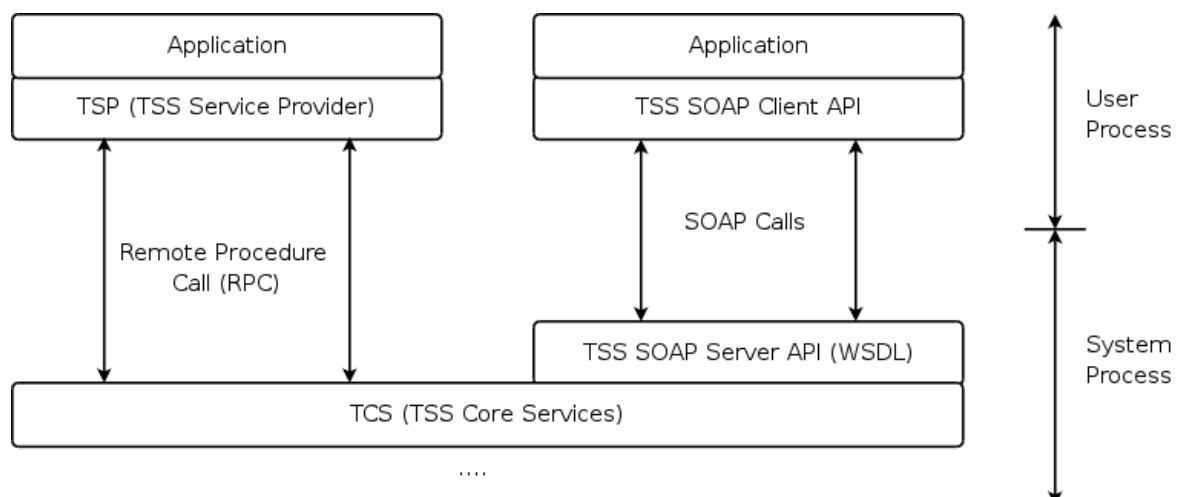 Application
TSP (TSS Service Provider)
Remote Procedure
Call (RPC)
Application
TSS SOAP Client API
SOAP Calls
TSS SOAP Server API (WSDL)
TCS (TSS Core Services)
....
User
Process
System
Process